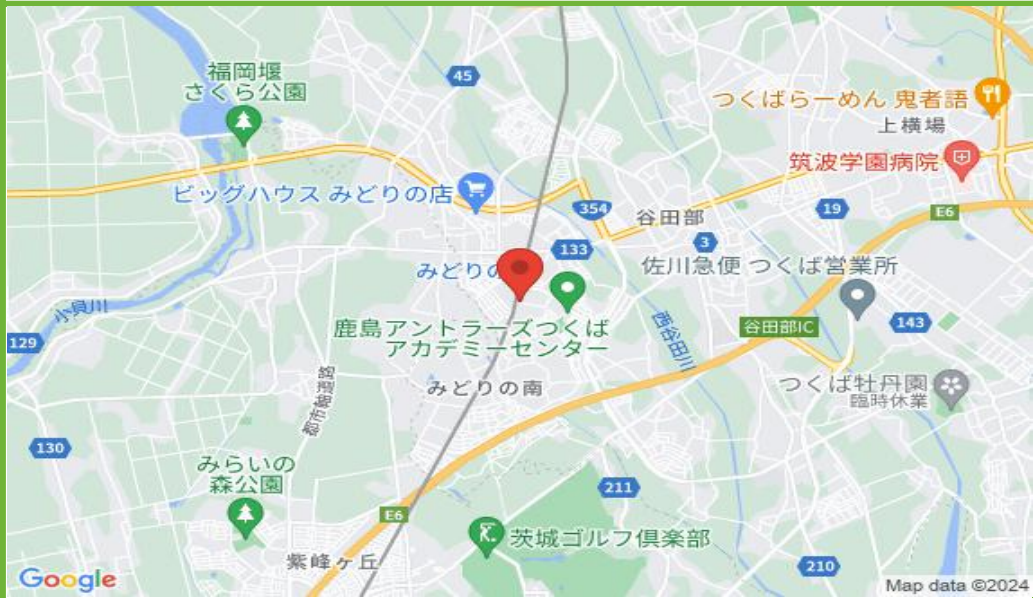 福岡堰
さくら公園
45
つくばらーめん 鬼者語
上横場
筑波学園病院
ビッグハウス みどりの店
354
谷田部
19
E6
133
3
みどりの
佐川急便 つくば営業所
小貝川
鹿島アントラーズつくば
アカデミーセンター
西谷田川
谷田部IC
143
129
みどりの南
つくば牡丹園
臨時休業
都市軸道路
130
みらいの
森公園
211
E6
茨城ゴルフ倶楽部
紫峰ヶ丘
210
Google
Map data ©2024